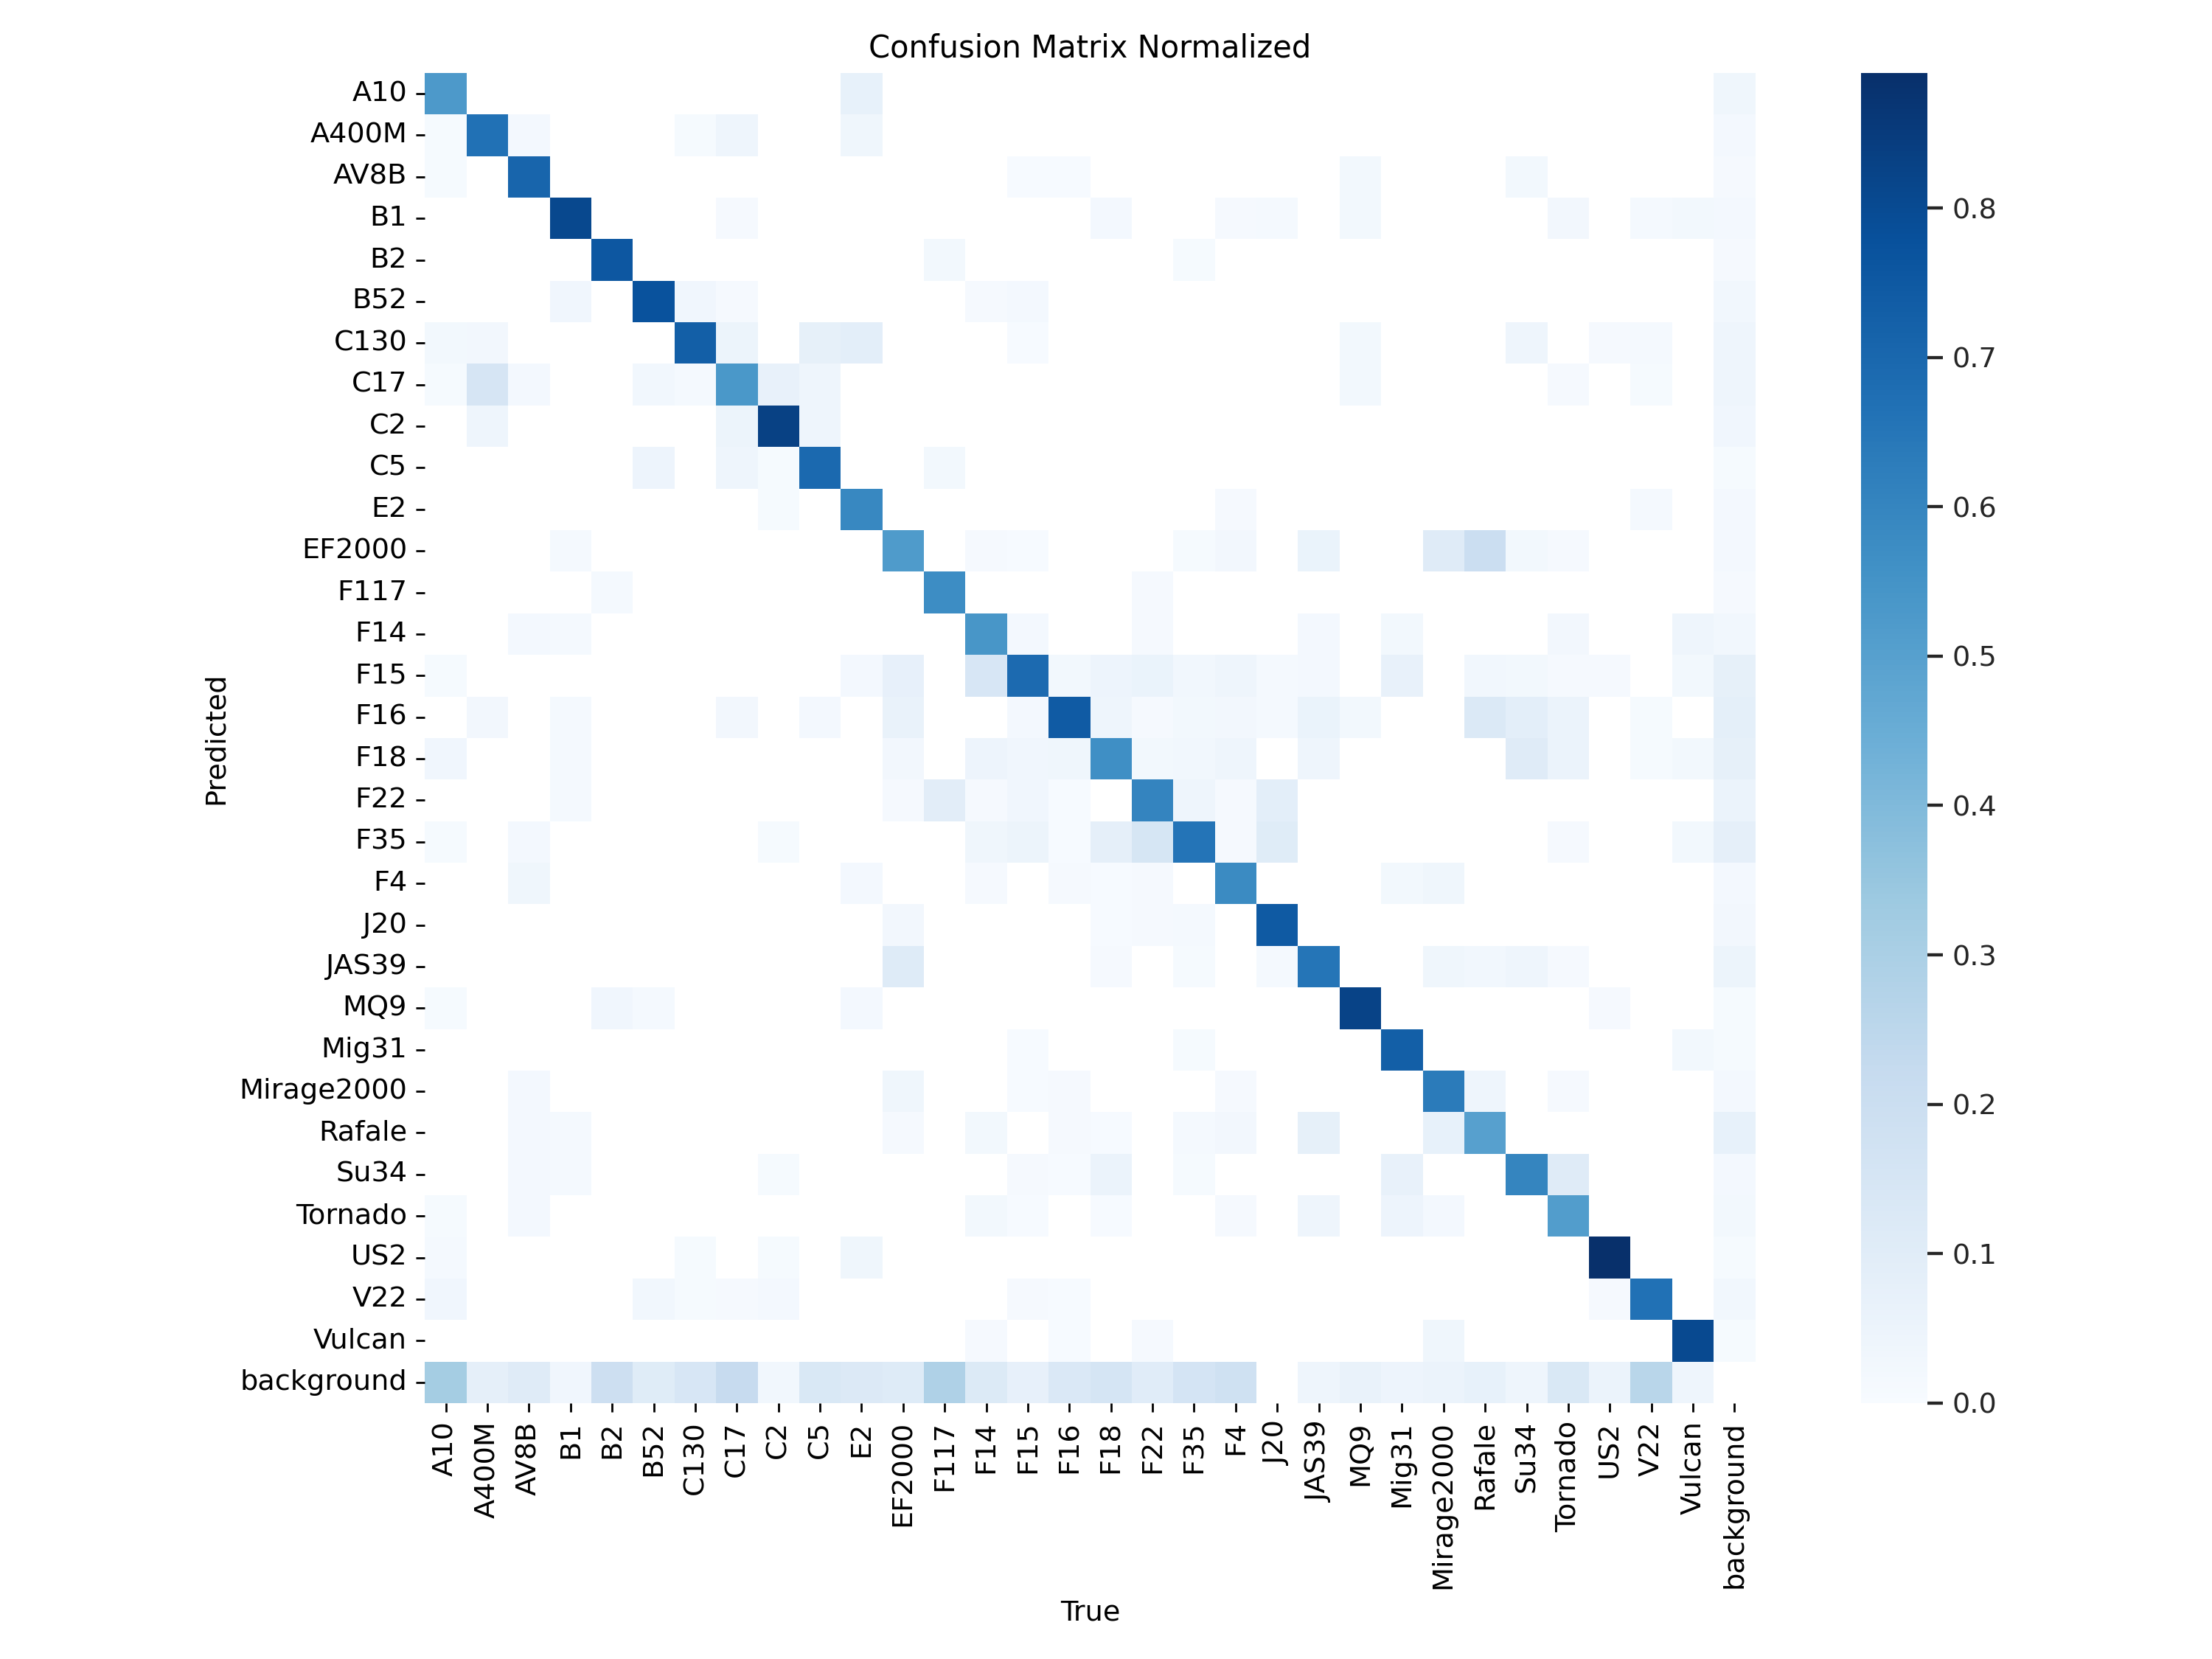 Confusion Matrix Normalized
A10
A400M
AV8B
B1
B2
B52
C130
C17
C2
C5
E2
EF2000
F117
F14
F15
F16
F18
F22
F35
F4
J20
JAS39
MQ9
Mig31
Mirage2000
Rafale
Su34
Tornado
US2
V22
Vulcan
background
Predicted
A10
A400M
AV8B
B1
B2
B52
C130
C17
C2
C5
E2
EF2000
F117
F14
F15
F16
F18
F22
F35
F4
J20
JAS39
MQ9
Mig31
Mirage2000
Rafale
Su34
Tornado
US2
V22
Vulcan
background
True
0.8
0.7
0.6
0.5
0.4
0.3
0.2
0.1
0.0